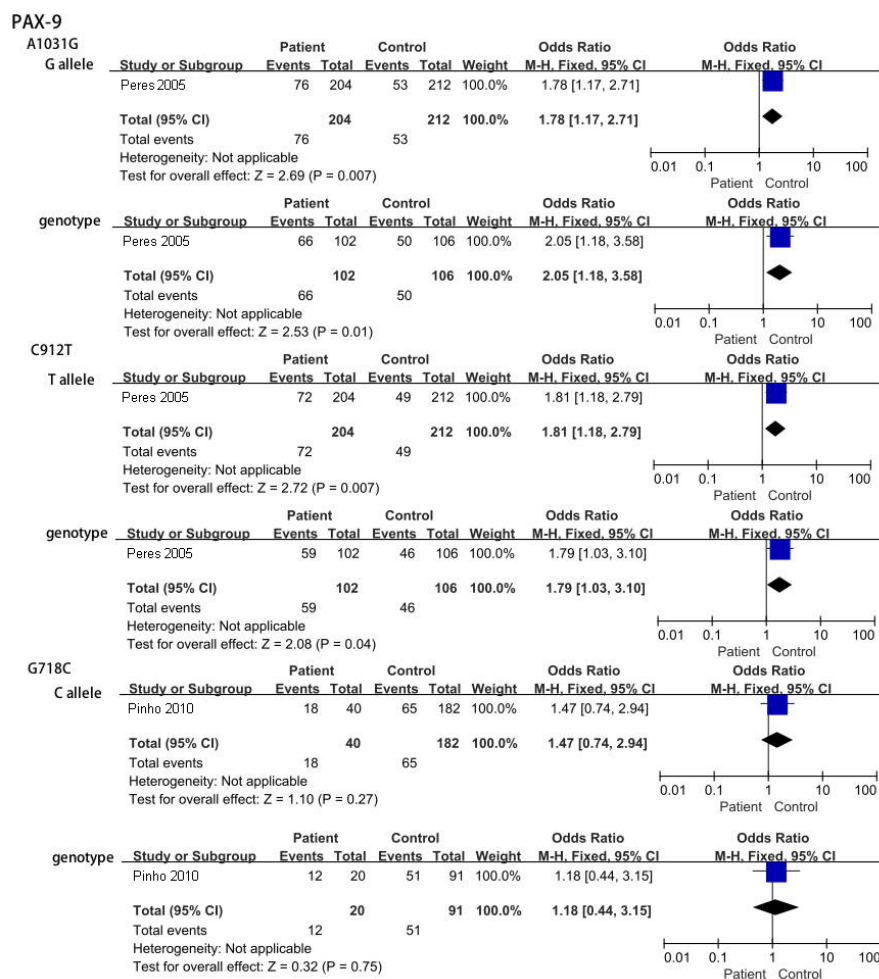 PAX-9
A1031G
Patient Control Odds Ratio Odds Ratio
G allele Study or Subgroup Events Total Events Total Weight M-H, Fixed, 95% CI M-H, Fixed, 95% CI
Peres 2005 76 204 53 212 100.0% 1.78 [1.17, 2.71]
Total (95% CI) 204 212 100.0% 1.78 [1.17, 2.71]
Total events 76 53
Heterogeneity: Not applicable
Test for overall effect: Z = 2.69 (P = 0.007)
0.01 0.1 1 10 100
Patient Control
Patient Control Odds Ratio Odds Ratio
genotype Study or Subgroup Events Total Events Total Weight M-H, Fixed, 95% CI M-H, Fixed, 95% CI
Peres 2005 66 102 50 106 100.0% 2.05 [1.18, 3.58]
Total (95% CI) 102 106 100.0% 2.05 [1.18, 3.58]
Total events 66 50
Heterogeneity: Not applicable
Test for overall effect: Z = 2.53 (P = 0.01)
0.01 0.1 1 10 100
Patient Control
C912T
Patient Control Odds Ratio Odds Ratio
T allele Study or Subgroup Events Total Events Total Weight M-H, Fixed, 95% CI M-H, Fixed, 95% CI
Peres 2005 72 204 49 212 100.0% 1.81 [1.18, 2.79]
Total (95% CI) 204 212 100.0% 1.81 [1.18, 2.79]
Total events 72 49
Heterogeneity: Not applicable
Test for overall effect: Z = 2.72 (P = 0.007)
0.01 0.1 1 10 100
Patient Control
Patient Control Odds Ratio Odds Ratio
genotype Study or Subgroup Events Total Events Total Weight M-H, Fixed, 95% CI M-H, Fixed, 95% CI
Peres 2005 59 102 46 106 100.0% 1.79 [1.03, 3.10]
Total (95% CI) 102 106 100.0% 1.79 [1.03, 3.10]
Total events 59 46
Heterogeneity: Not applicable
Test for overall effect: Z = 2.08 (P = 0.04)
0.01 0.1 1 10 100
Patient Control
G718C
Patient Control Odds Ratio Odds Ratio
C allele Study or Subgroup Events Total Events Total Weight M-H, Fixed, 95% CI M-H, Fixed, 95% CI
Pinho 2010 18 40 65 182 100.0% 1.47 [0.74, 2.94]
Total (95% CI) 40 182 100.0% 1.47 [0.74, 2.94]
Total events 18 65
Heterogeneity: Not applicable
Test for overall effect: Z = 1.10 (P = 0.27)
0.01 0.1 1 10 100
Patient Control
Patient Control Odds Ratio Odds Ratio
genotype Study or Subgroup Events Total Events Total Weight M-H, Fixed, 95% CI M-H, Fixed, 95% CI
Pinho 2010 12 20 51 91 100.0% 1.18 [0.44, 3.15]
Total (95% CI) 20 91 100.0% 1.18 [0.44, 3.15]
Total events 12 51
Heterogeneity: Not applicable
Test for overall effect: Z = 0.32 (P = 0.75)
0.01 0.1 1 10 100
Patient Control